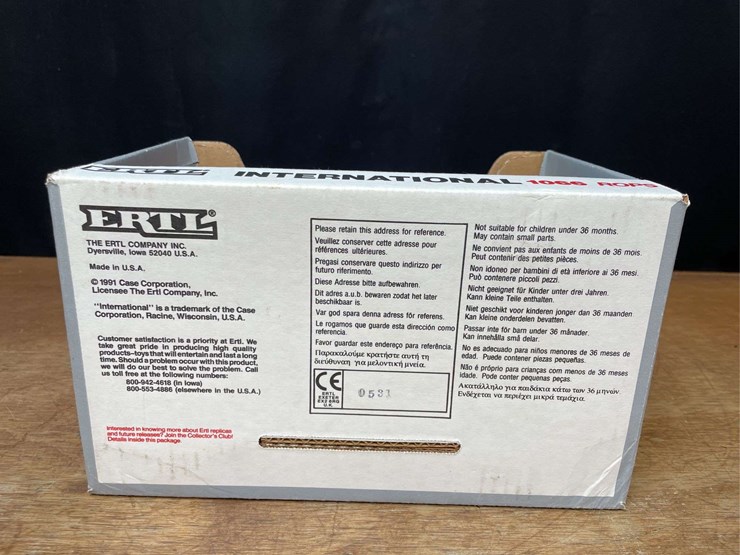 ERTL INTERNATIONAL 1066 ROPS
ERTL®
THE ERTL COMPANY INC.
Dyersville, Iowa 52040 U.S.A.
Made in U.S.A.
© 1991 Case Corporation,
Licensee The Ertl Company, Inc.
"International" is a trademark of the Case
Corporation, Racine, Wisconsin, U.S.A.
Customer satisfaction is a priority at Ertl. We
take great pride in producing high quality
products-toys that will entertain and last a long
time. Should a problem occur with this product,
we will do our best to solve the problem. Call
us toll free at the following numbers:
800-942-4618 (in Iowa)
800-553-4886 (elsewhere in the U.S.A.)
Interested in knowing more about Ertl replicas
and future releases? Join the Collector's Club!
Details inside this package.
Please retain this address for reference.
Veuillez conserver cette adresse pour
références ultérieures.
Pregasi conservare questo indirizzo per
futuro riferimento.
Diese Adresse bitte aufbewahren.
Dit adres a.u.b. bewaren zodat het later
beschikbaar is.
Var god spara denna adress för referens.
Le rogamos que guarde esta dirección como
referencia.
Favor guardar este endereço para referência.
Παρακαλούμε κρατήστε αυτή τη
διεύθυνση για μελοντική μνεία.
CE
ERTL
EXETER
EX2 8RG
U.K.
0531
Not suitable for children under 36 months.
May contain small parts.
Ne convient pas aux enfants de moins de 36 mois.
Peut contenir des petites pièces.
Non idoneo per bambini di età inferiore ai 36 mesi.
Può contenere piccoli pezzi.
Nicht geeignet für Kinder unter drei Jahren.
Kann kleine Teile enthalten.
Niet geschikt voor kinderen jonger dan 36 maanden
Kan kleine onderdelen bevatten.
Passar inte för barn under 36 månader.
Kan innehålla små delar.
No es adecuado para niños menores de 36 meses de
edad. Puede contener piezas pequeñas.
Não é próprio para crianças com menos de 36 meses de
idade. Pode conter pequenas peças.
Ακατάλληλο για παιδάκια κάτω των 36 μηνών.
Ενδέχεται να περιέχει μικρά τεμάχια.